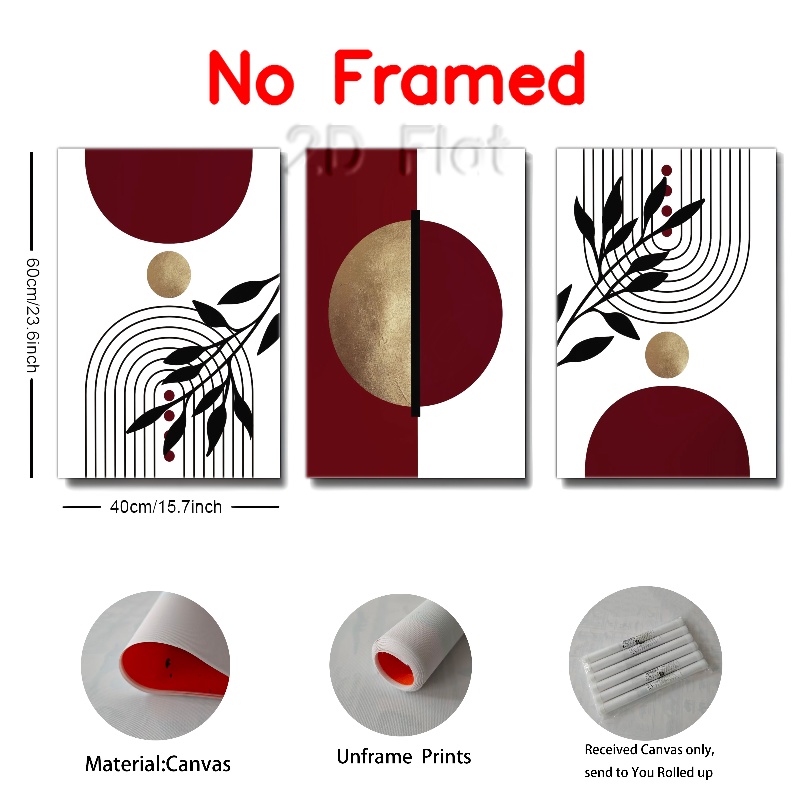 No Framed
2D Flat
60cm/23.6inch
40cm/15.7inch
Material:Canvas
Unframe Prints
Received Canvas only,
send to You Rolled up